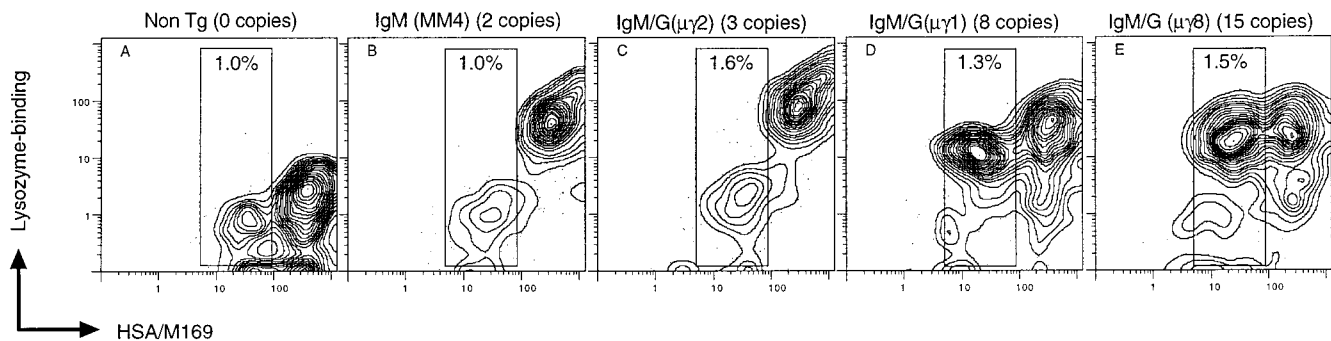 Non Tg (0 copies) IgM (MM4) (2 copies) IgM/G(μγ2) (3 copies) IgM/G(μγ1) (8 copies) IgM/G (μγ8) (15 copies)
A B C D E
1.0% 1.0% 1.6% 1.3% 1.5%
Lysozyme-binding
100
10
1
1 10 100 1 10 100 1 10 100 1 10 100 1 10 100
HSA/M169